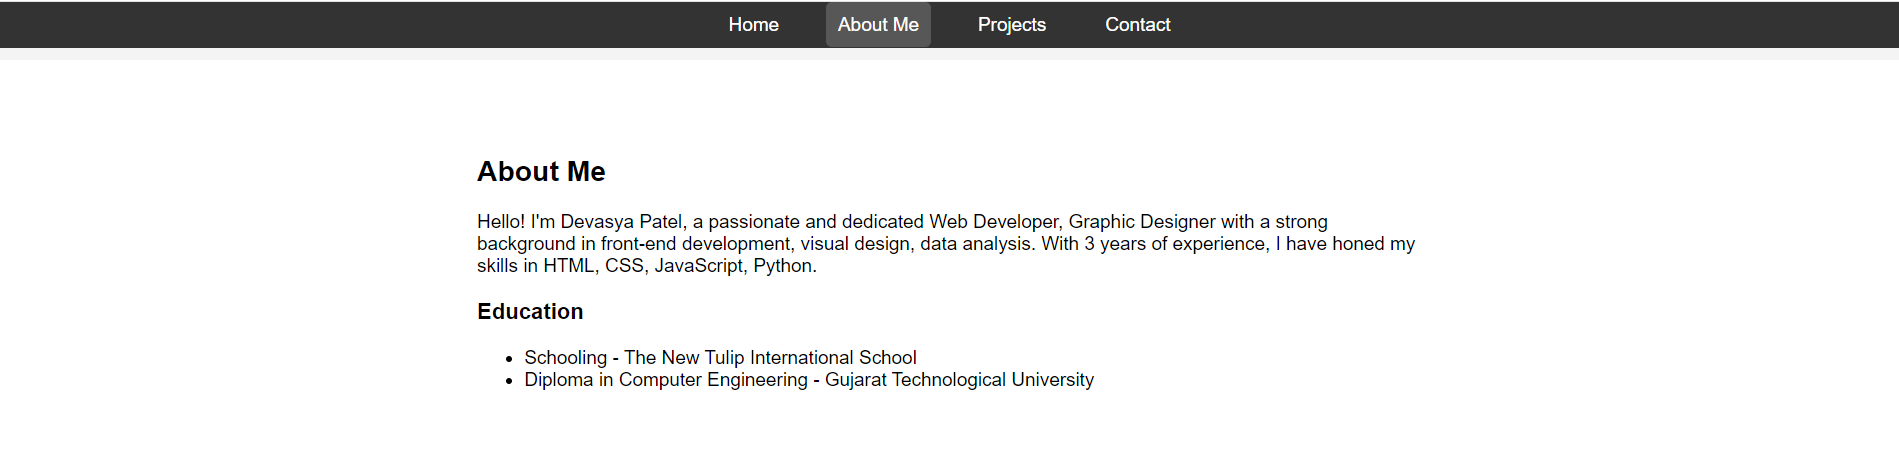 Home About Me Projects Contact
About Me
Hello! I'm Devasya Patel, a passionate and dedicated Web Developer, Graphic Designer with a strong
background in front-end development, visual design, data analysis. With 3 years of experience, I have honed my
skills in HTML, CSS, JavaScript, Python.
Education
• Schooling - The New Tulip International School
• Diploma in Computer Engineering - Gujarat Technological University